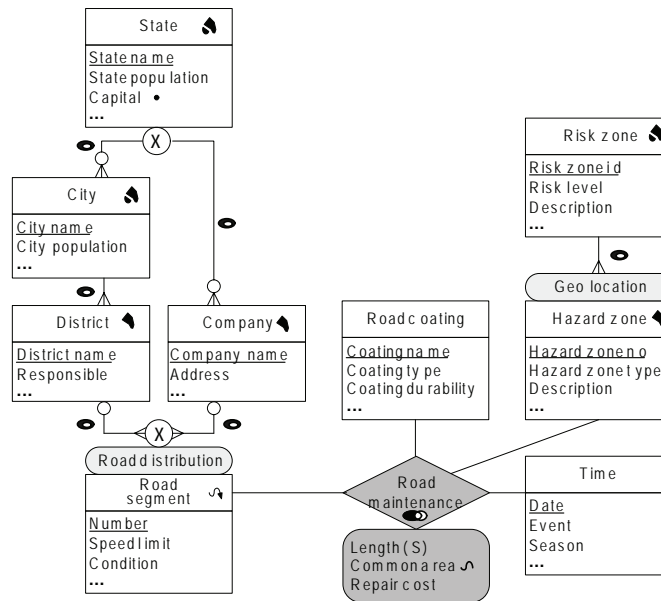 State
State name
State population
Capital
...
X
City
City name
City population
...
District
District name
Responsible
...
Company
Company name
Address
...
X
Road distribution
Road
segment
Number
Speed limit
Condition
...
Road coating
Coating name
Coating type
Coating durability
...
Risk zone
Risk zone id
Risk level
Description
...
Geo location
Hazard zone
Hazard zone no
Hazard zone type
Description
...
Road
maintenance
Length (S)
Common area
Repair cost
Time
Date
Event
Season
...